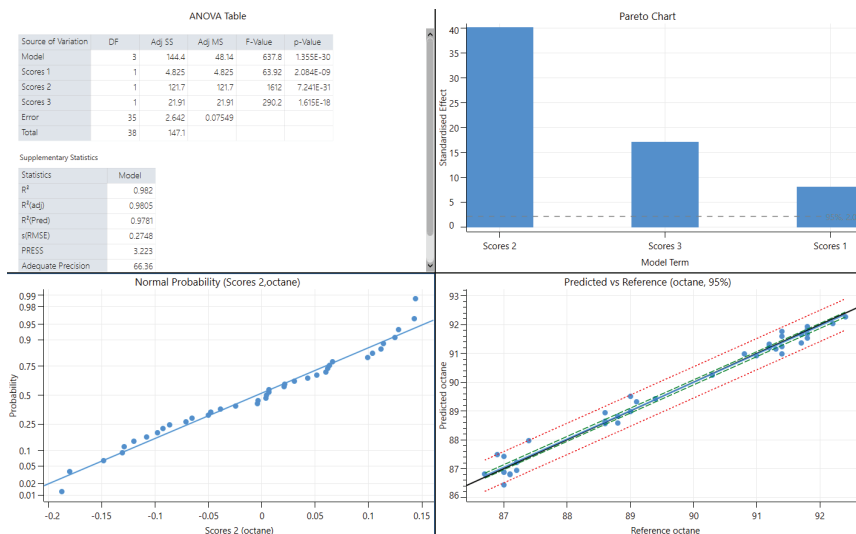 ANOVA Table
Source of Variation DF Adj SS Adj MS F-Value p-Value
Model 3 144.4 48.14 637.8 1.355E-30
Scores 1 1 4.825 4.825 63.92 2.084E-09
Scores 2 1 121.7 121.7 1612 7.241E-31
Scores 3 1 21.91 21.91 290.2 1.615E-18
Error 35 2.642 0.07549
Total 38 147.1
Supplementary Statistics
Statistics Model
R² 0.982
R²(adj) 0.9805
R²(Pred) 0.9781
s(RMSE) 0.2748
PRESS 3.223
Adequate Precision 66.36
Pareto Chart
Standardised Effect
40
35
30
25
20
15
10
5
0
Scores 2 Scores 3 Scores 1
Model Term
Normal Probability (Scores 2,octane)
Probability
0.99
0.98
0.95
0.9
0.75
0.5
0.25
0.1
0.05
0.02
0.01
-0.2 -0.15 -0.1 -0.05 0 0.05 0.1 0.15
Scores 2 (octane)
Predicted vs Reference (octane, 95%)
Predicted octane
93
92
91
90
89
88
87
86
87 88 89 90 91 92
Reference octane